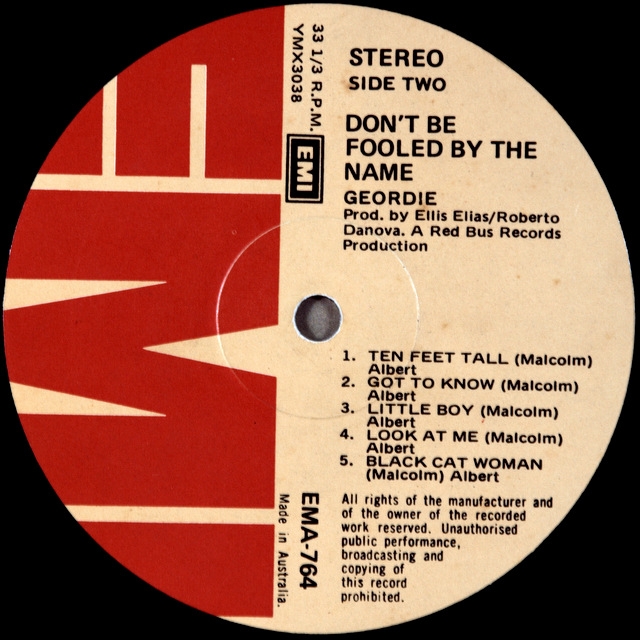 STEREO
SIDE TWO
33 1/3 R.P.M.
YMX3038
EMI
DON'T BE
FOOLED BY THE
NAME
GEORDIE
Prod. by Ellis Elias/Roberto
Danova. A Red Bus Records
Production
1. TEN FEET TALL (Malcolm)
Albert
2. GOT TO KNOW (Malcolm)
Albert
3. LITTLE BOY (Malcolm)
Albert
4. LOOK AT ME (Malcolm)
Albert
5. BLACK CAT WOMAN
(Malcolm) Albert
EMA-764
Made in Australia.
All rights of the manufacturer and
of the owner of the recorded
work reserved. Unauthorised
public performance,
broadcasting and
copying of
this record
prohibited.
EMI